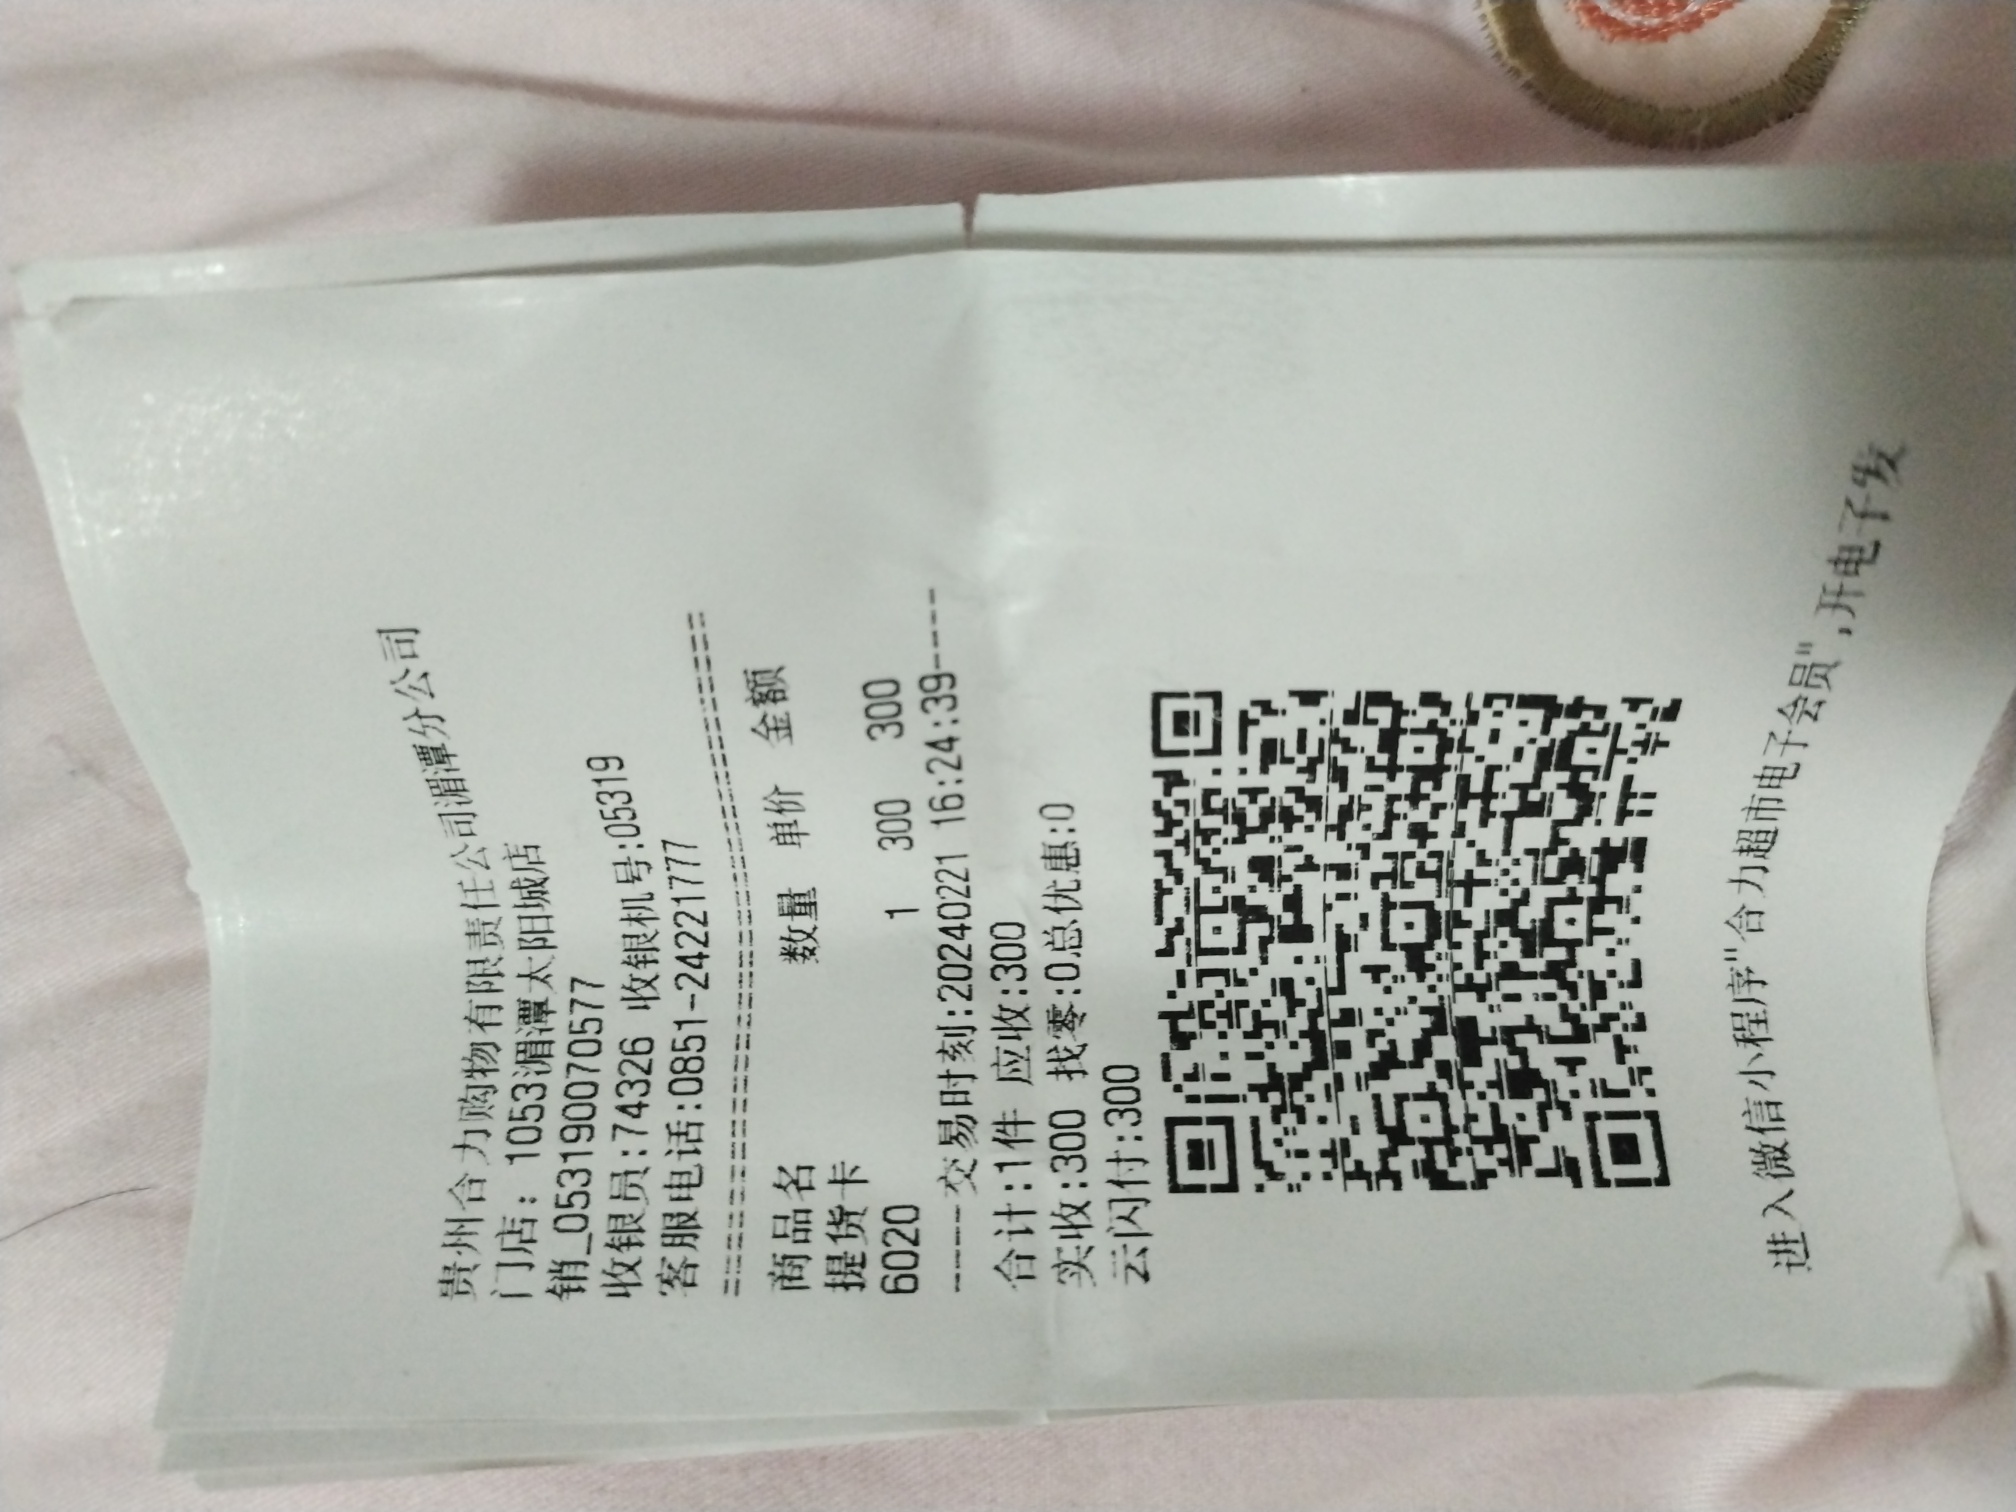 贵州合力购物有限责任公司湄潭分公司
门店: 1053湄潭太阳城店
销_0531900070577
收银员:74326 收银机号:05319
客服电话:0851-24221777
========================================
商品名 数量 单价 金额
提货卡
6020 1 300 300
----交易时刻:20240221 16:24:39----
合计:1件 应收:300
实收:300 找零:0总优惠:0
云闪付:300
进入微信小程序"合力超市电子会员",开电子发